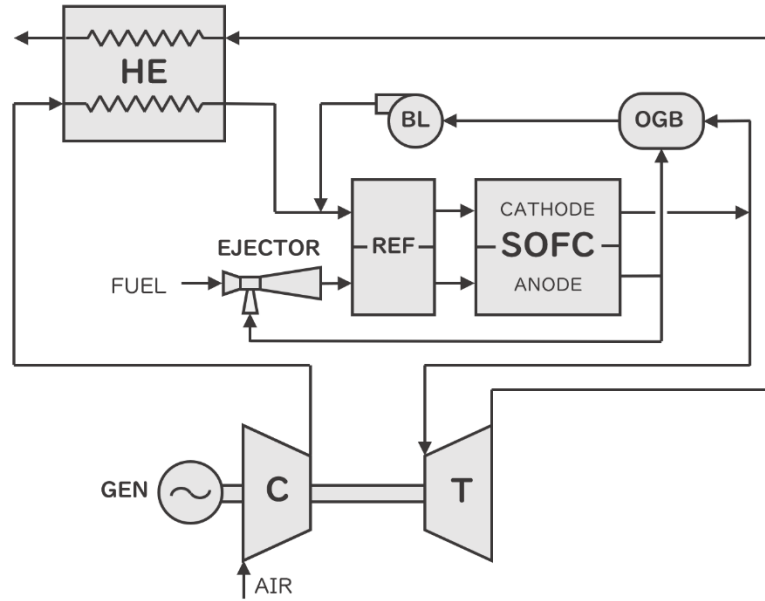 HE
BL
OGB
CATHODE
EJECTOR
REF
SOFC
FUEL
ANODE
GEN
C
T
AIR